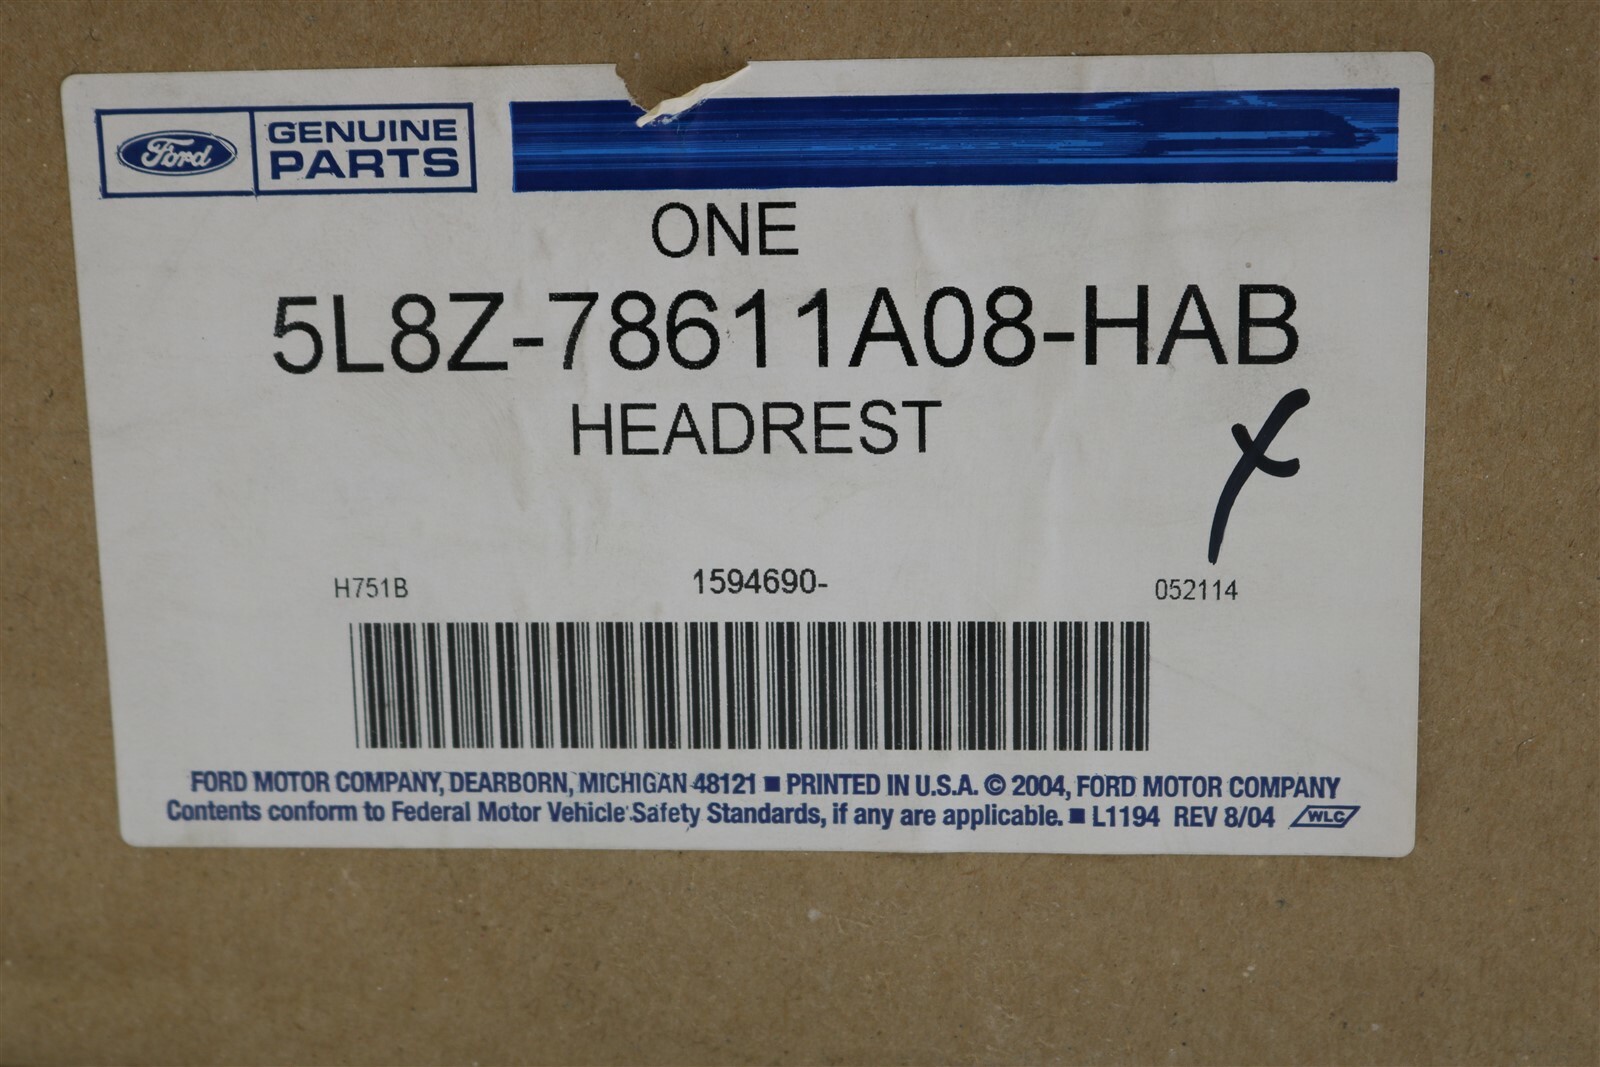 Ford GENUINE
PARTS
ONE
5L8Z-78611A08-HAB
HEADREST
H751B 1594690- 052114
FORD MOTOR COMPANY, DEARBORN, MICHIGAN 48121 ■ PRINTED IN U.S.A. © 2004, FORD MOTOR COMPANY
Contents conform to Federal Motor Vehicle Safety Standards, if any are applicable. ■ L1194 REV 8/04 WLC